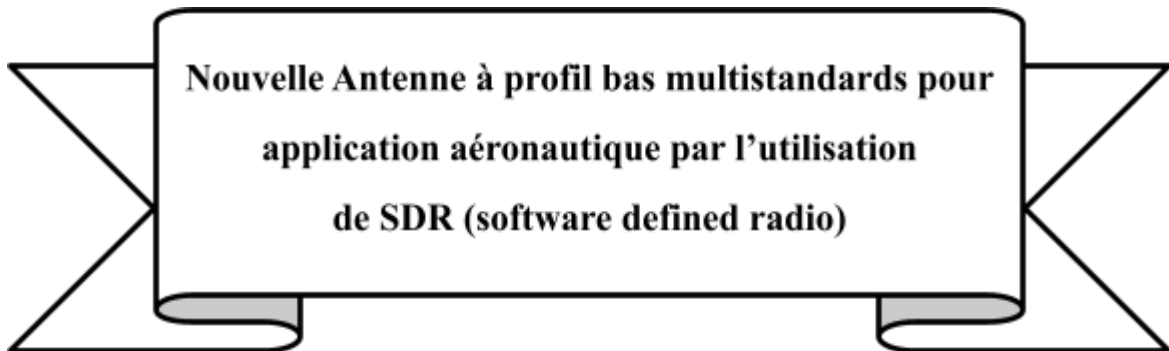 Nouvelle Antenne à profil bas multistandards pour
application aéronautique par l’utilisation
de SDR (software defined radio)